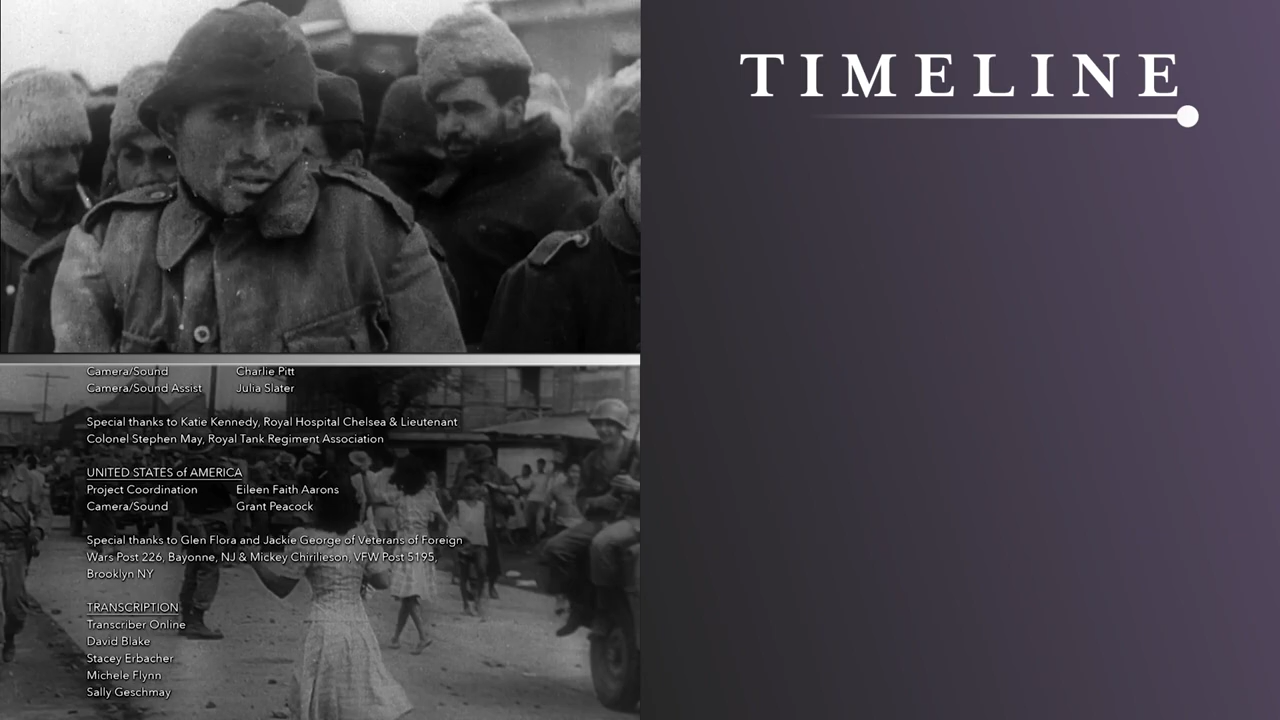 TIMELINE
Camera/Sound Charlie Pitt
Camera/Sound Assist Julia Slater
Special thanks to Katie Kennedy, Royal Hospital Chelsea & Lieutenant
Colonel Stephen May, Royal Tank Regiment Association
UNITED STATES of AMERICA
Project Coordination Eileen Faith Aarons
Camera/Sound Grant Peacock
Special thanks to Glen Flora and Jackie George of Veterans of Foreign
Wars Post 226, Bayonne, NJ & Mickey Chirilieson, VFW Post 5195,
Brooklyn NY
TRANSCRIPTION
Transcriber Online
David Blake
Stacey Erbacher
Michele Flynn
Sally Geschmay